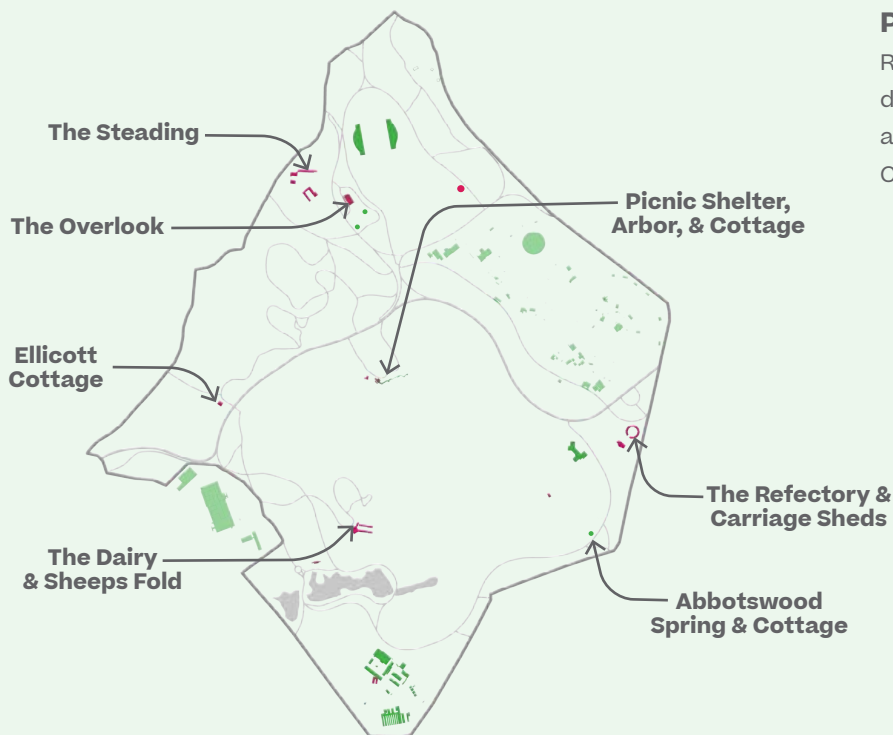 The Steading
The Overlook
Picnic Shelter,
Arbor, & Cottage
Ellicott
Cottage
The Refectory &
Carriage Sheds
The Dairy
& Sheeps Fold
Abbotswood
Spring & Cottage